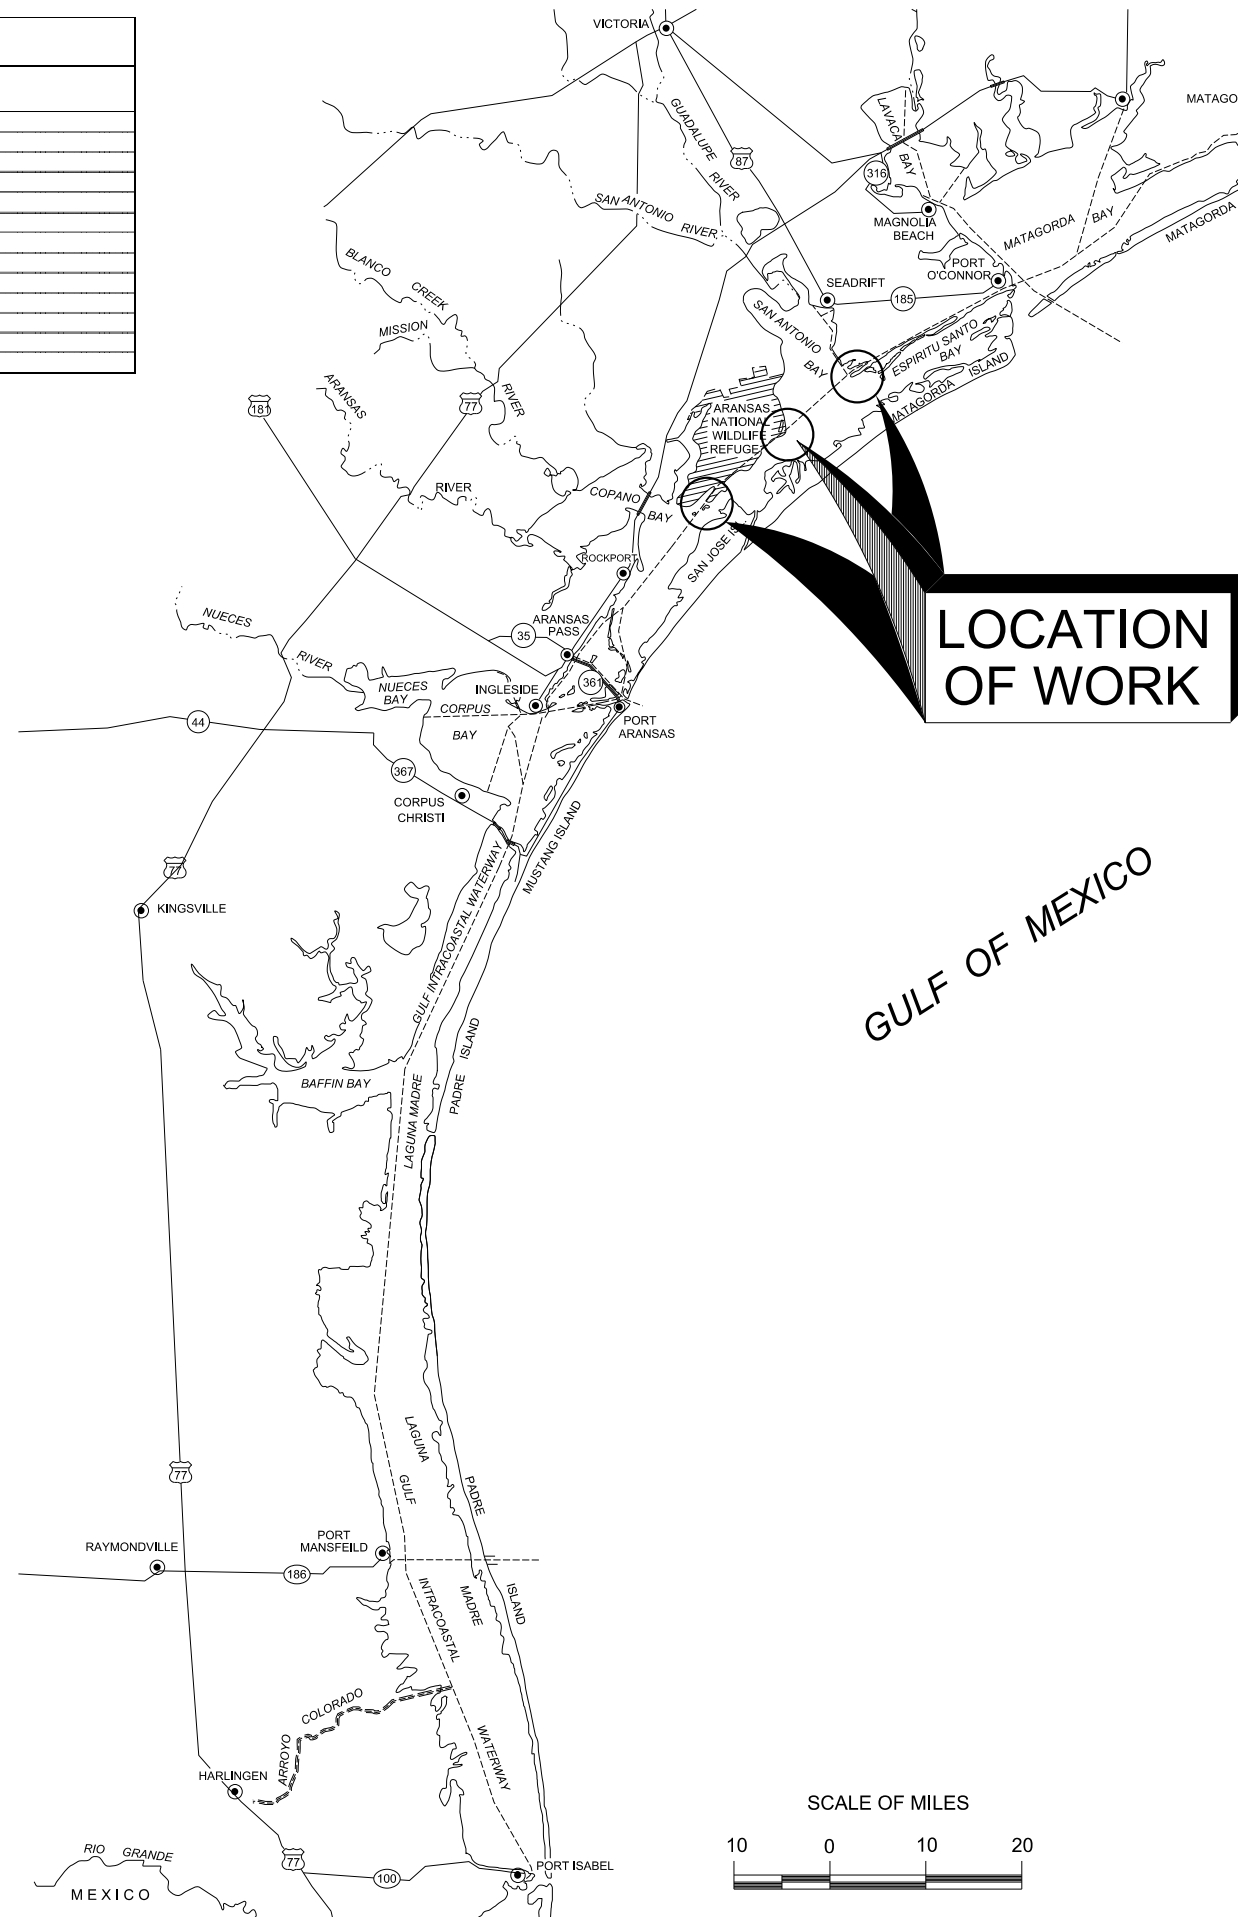 VICTORIA
MATAGO
GUADALUPE
RIVER
87
LAVACA
BAY
316
SAN ANTONIO
RIVER
MAGNOLIA
BEACH
MATAGORDA
BAY
MATAGORDA
BLANCO
CREEK
PORT
O'CONNOR
SEADRIFT
185
MISSION
RIVER
SAN ANTONIO
BAY
ESPIRITU SANTO
BAY
MATAGORDA
ISLAND
ARANSAS
RIVER
181
77
ARANSAS
NATIONAL
WILDLIFE
REFUGE
COPANO
BAY
SAN JOSE IS
ROCKPORT
NUECES
RIVER
35
ARANSAS
PASS
LOCATION
OF WORK
NUECES
BAY
INGLESIDE
361
CORPUS
BAY
PORT
ARANSAS
44
367
CORPUS
CHRISTI
MUSTANG ISLAND
77
KINGSVILLE
GULF INTRACOASTAL WATERWAY
GULF OF MEXICO
BAFFIN BAY
LAGUNA MADRE
PADRE
ISLAND
LAGUNA
GULF
PADRE
77
RAYMONDVILLE
PORT
MANSFEILD
186
INTRACOASTAL
MADRE
ISLAND
ARROYO
COLORADO
WATERWAY
HARLINGEN
RIO GRANDE
MEXICO
77
100
PORT ISABEL
SCALE OF MILES
10 0 10 20